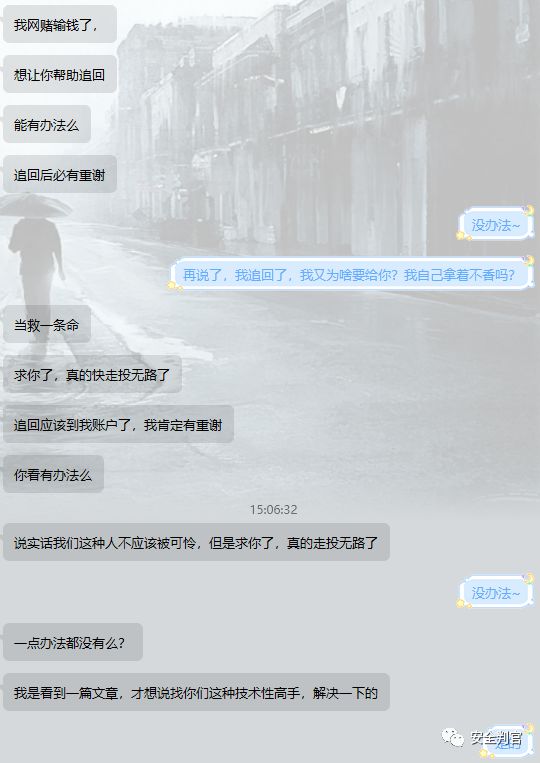 我网赌输钱了，
想让你帮助追回
能有办法么
追回后必有重谢
没办法~
再说了，我追回了，我又为啥要给你？我自己拿着不香吗？
当救一条命
求你了，真的快走投无路了
追回应该到我账户了，我肯定有重谢
你看有办法么
15:06:32
说实话我们这种人不应该被可怜，但是求你了，真的走投无路了
没办法~
一点办法都没有么？
我是看到一篇文章，才想说找你们这种技术性高手，解决一下的
安全判官